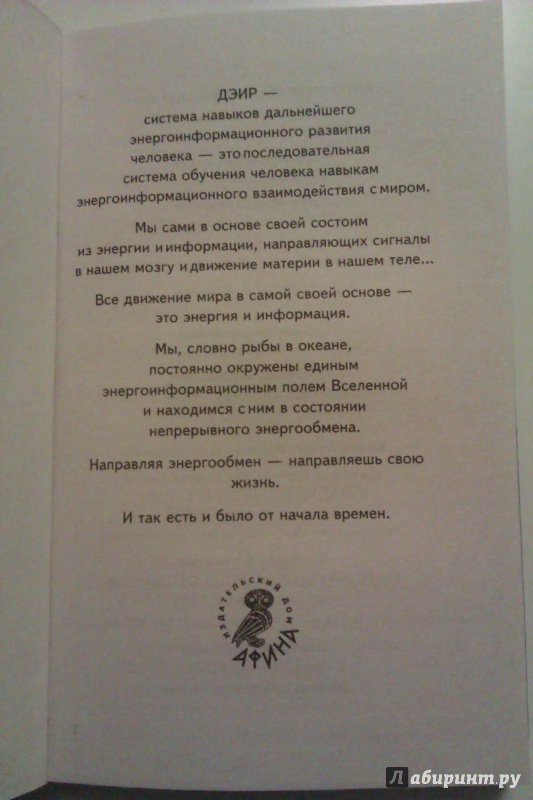 ДЭИР —
система навыков дальнейшего
энергоинформационного развития
человека — это последовательная
система обучения человека навыкам
энергоинформационного взаимодействия с миром.
Мы сами в основе своей состоим
из энергии и информации, направляющих сигналы
в нашем мозгу и движение материи в нашем теле...
Все движение мира в самой своей основе —
это энергия и информация.
Мы, словно рыбы в океане,
постоянно окружены единым
энергоинформационным полем Вселенной
и находимся с ним в состоянии
непрерывного энергообмена.
Направляя энергообмен — направляешь свою
жизнь.
И так есть и было от начала времен.
ИЗДАТЕЛЬСКИЙ ДОМ
АФИНА
Лабиринт.ру